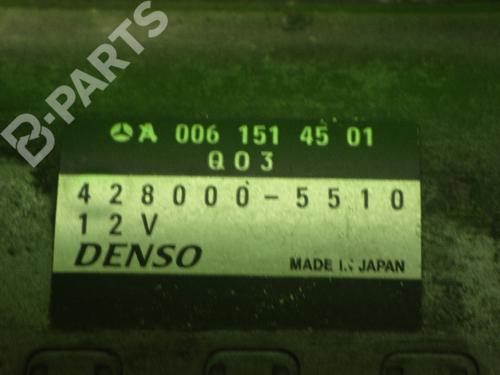 B-PARTS
A 006 151 45 01
Q03
428000-5510
12V
DENSO
MADE IN JAPAN